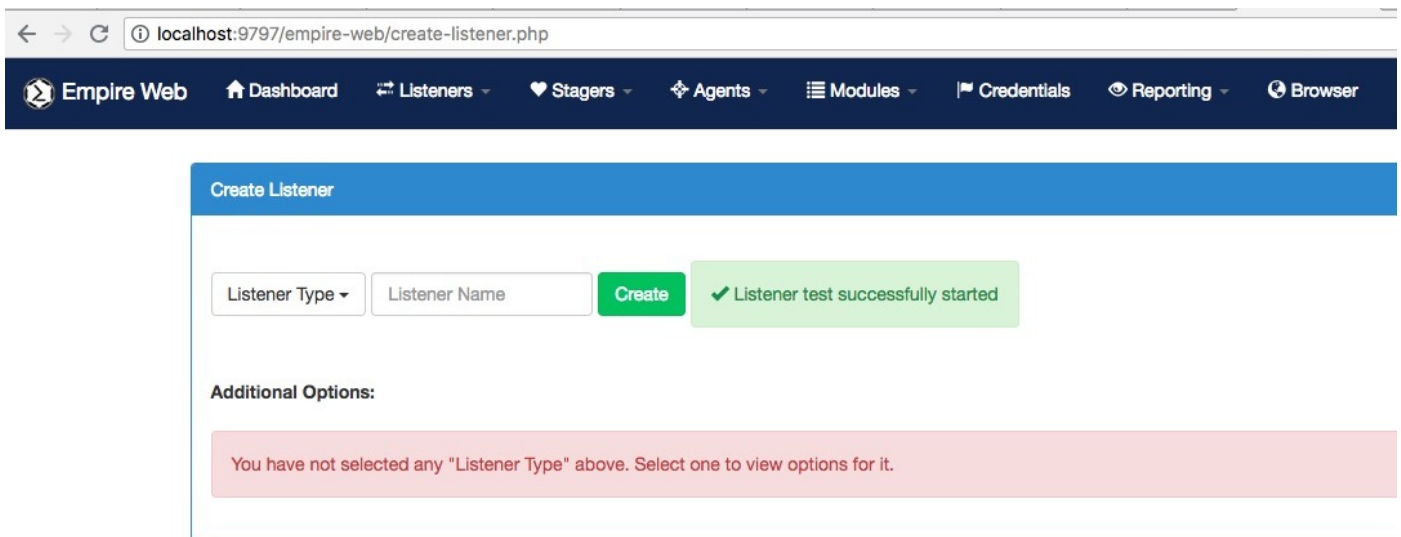 localhost:9797/empire-web/create-listener.php
Empire Web Dashboard Listeners Stagers Agents Modules Credentials Reporting Browser
Create Listener
Listener Type Listener Name Create Listener test successfully started
Additional Options:
You have not selected any "Listener Type" above. Select one to view options for it.